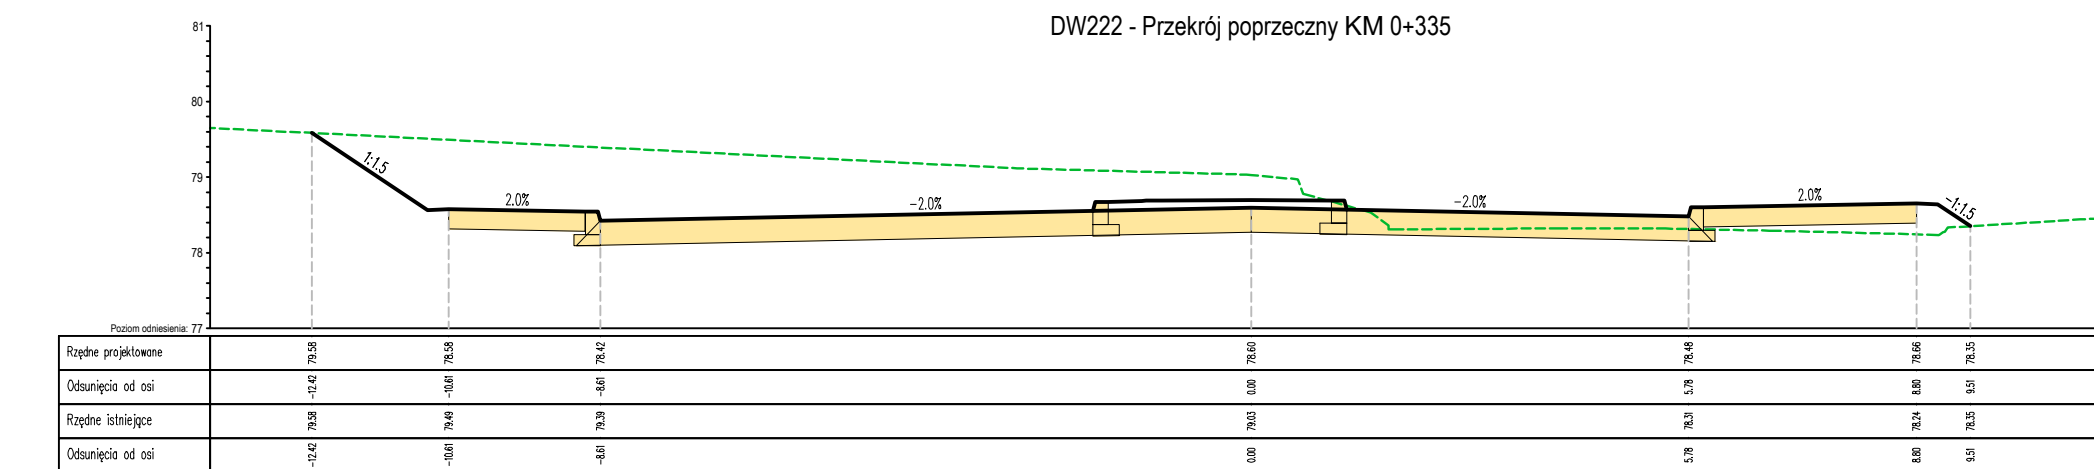 DW222 - Przekrój poprzeczny KM 0+335
81
80
79
78
Poziom odniesienia: 77
1:1.5
2.0%
-2.0%
-2.0%
2.0%
-1:1.5
Rzędne projektowane 79.58 78.58 78.42 78.60 78.48 78.66 78.35
Odsunięcia od osi -12.42 -10.61 -8.61 0.00 5.78 8.80 9.51
Rzędne istniejące 79.58 79.49 79.39 79.03 78.31 78.24 78.35
Odsunięcia od osi -12.42 -10.61 -8.61 0.00 5.78 8.80 9.51